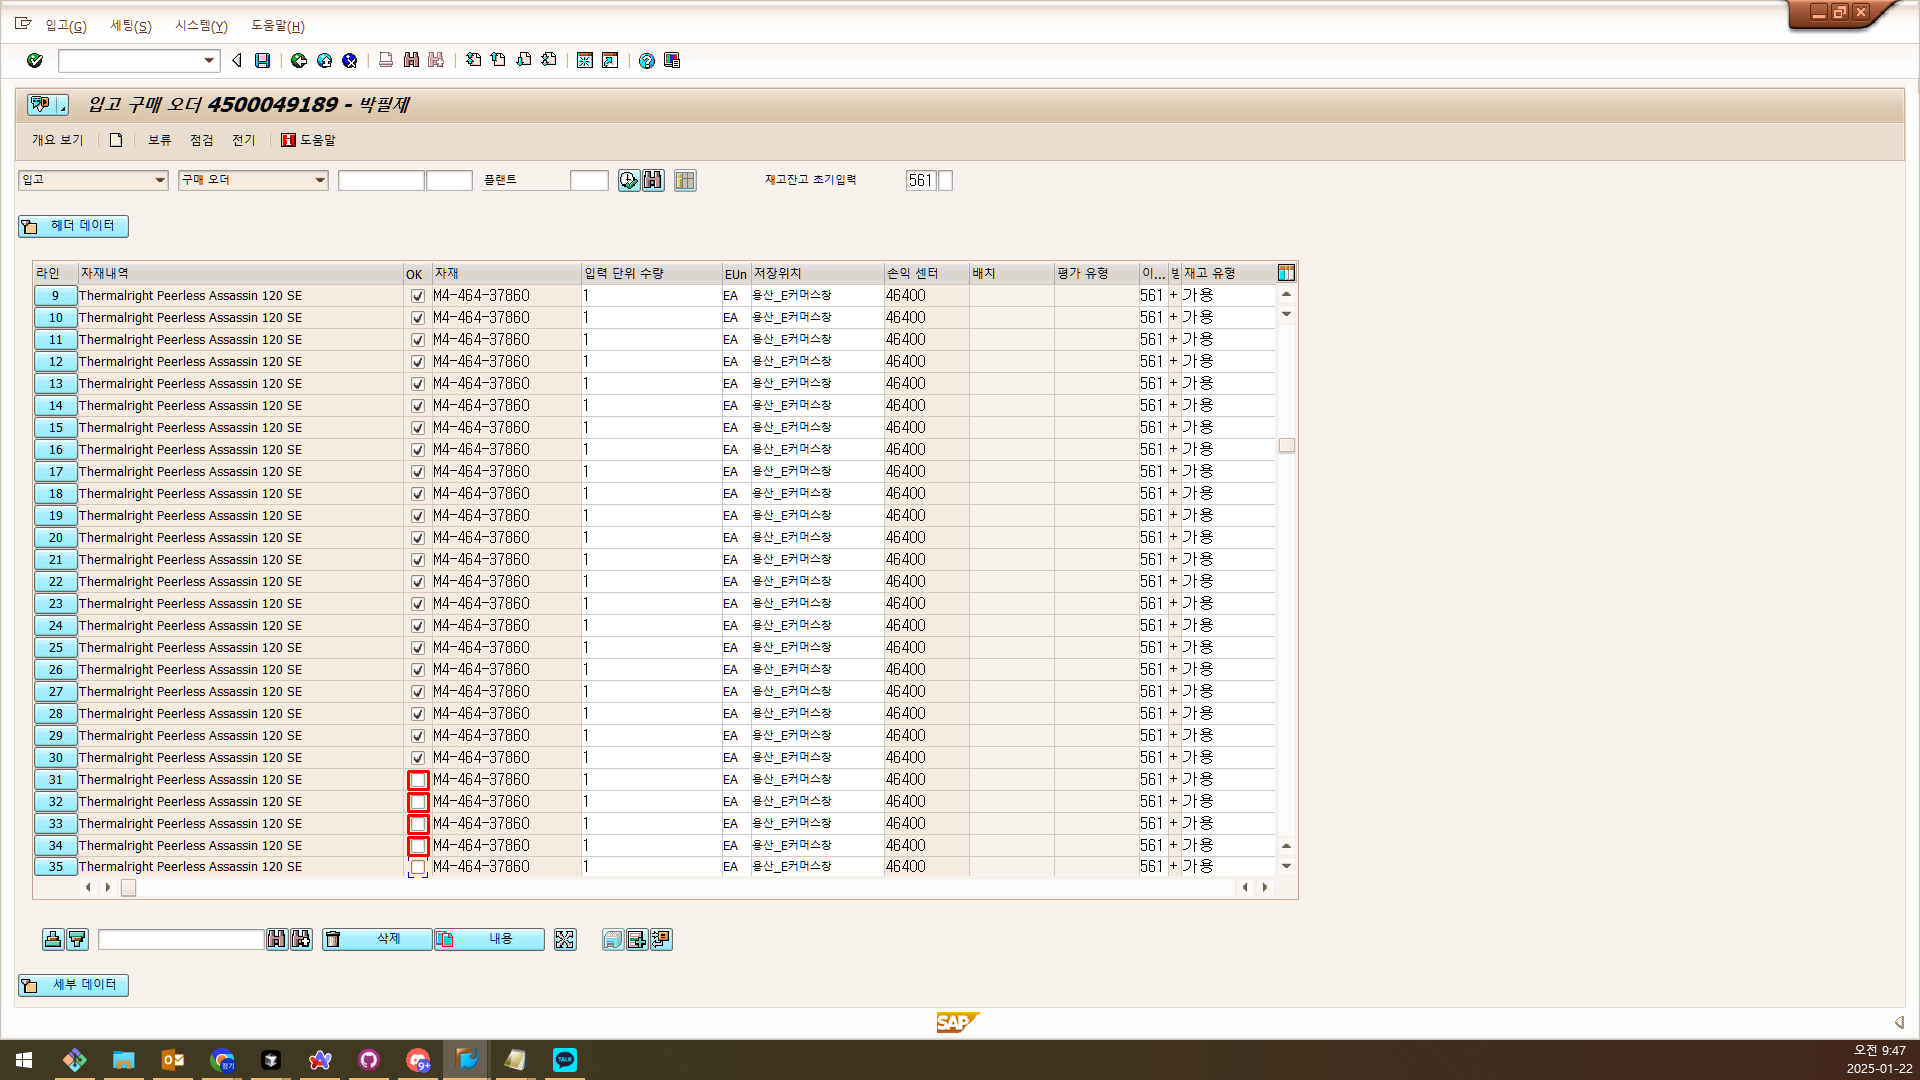 입고(G) 세팅(S) 시스템(Y) 도움말(H)
입고 구매 오더 4500049189 - 박필제
개요 보기 보류 점검 전기 도움말
입고 구매 오더 플랜트 재고잔고 초기입력 561
헤더 데이터
라인 자재내역 OK 자재 입력 단위 수량 EUn 저장위치 손익 센터 배치 평가 유형 이... 재고 유형
9 Thermalright Peerless Assassin 120 SE M4-464-37860 1 EA 용산_E커머스창 46400 561 + 가용
10 Thermalright Peerless Assassin 120 SE M4-464-37860 1 EA 용산_E커머스창 46400 561 + 가용
11 Thermalright Peerless Assassin 120 SE M4-464-37860 1 EA 용산_E커머스창 46400 561 + 가용
12 Thermalright Peerless Assassin 120 SE M4-464-37860 1 EA 용산_E커머스창 46400 561 + 가용
13 Thermalright Peerless Assassin 120 SE M4-464-37860 1 EA 용산_E커머스창 46400 561 + 가용
14 Thermalright Peerless Assassin 120 SE M4-464-37860 1 EA 용산_E커머스창 46400 561 + 가용
15 Thermalright Peerless Assassin 120 SE M4-464-37860 1 EA 용산_E커머스창 46400 561 + 가용
16 Thermalright Peerless Assassin 120 SE M4-464-37860 1 EA 용산_E커머스창 46400 561 + 가용
17 Thermalright Peerless Assassin 120 SE M4-464-37860 1 EA 용산_E커머스창 46400 561 + 가용
18 Thermalright Peerless Assassin 120 SE M4-464-37860 1 EA 용산_E커머스창 46400 561 + 가용
19 Thermalright Peerless Assassin 120 SE M4-464-37860 1 EA 용산_E커머스창 46400 561 + 가용
20 Thermalright Peerless Assassin 120 SE M4-464-37860 1 EA 용산_E커머스창 46400 561 + 가용
21 Thermalright Peerless Assassin 120 SE M4-464-37860 1 EA 용산_E커머스창 46400 561 + 가용
22 Thermalright Peerless Assassin 120 SE M4-464-37860 1 EA 용산_E커머스창 46400 561 + 가용
23 Thermalright Peerless Assassin 120 SE M4-464-37860 1 EA 용산_E커머스창 46400 561 + 가용
24 Thermalright Peerless Assassin 120 SE M4-464-37860 1 EA 용산_E커머스창 46400 561 + 가용
25 Thermalright Peerless Assassin 120 SE M4-464-37860 1 EA 용산_E커머스창 46400 561 + 가용
26 Thermalright Peerless Assassin 120 SE M4-464-37860 1 EA 용산_E커머스창 46400 561 + 가용
27 Thermalright Peerless Assassin 120 SE M4-464-37860 1 EA 용산_E커머스창 46400 561 + 가용
28 Thermalright Peerless Assassin 120 SE M4-464-37860 1 EA 용산_E커머스창 46400 561 + 가용
29 Thermalright Peerless Assassin 120 SE M4-464-37860 1 EA 용산_E커머스창 46400 561 + 가용
30 Thermalright Peerless Assassin 120 SE M4-464-37860 1 EA 용산_E커머스창 46400 561 + 가용
31 Thermalright Peerless Assassin 120 SE M4-464-37860 1 EA 용산_E커머스창 46400 561 + 가용
32 Thermalright Peerless Assassin 120 SE M4-464-37860 1 EA 용산_E커머스창 46400 561 + 가용
33 Thermalright Peerless Assassin 120 SE M4-464-37860 1 EA 용산_E커머스창 46400 561 + 가용
34 Thermalright Peerless Assassin 120 SE M4-464-37860 1 EA 용산_E커머스창 46400 561 + 가용
35 Thermalright Peerless Assassin 120 SE M4-464-37860 1 EA 용산_E커머스창 46400 561 + 가용
삭제 내용
세부 데이터
SAP
9+ TALK
오전 9:47
2025-01-22